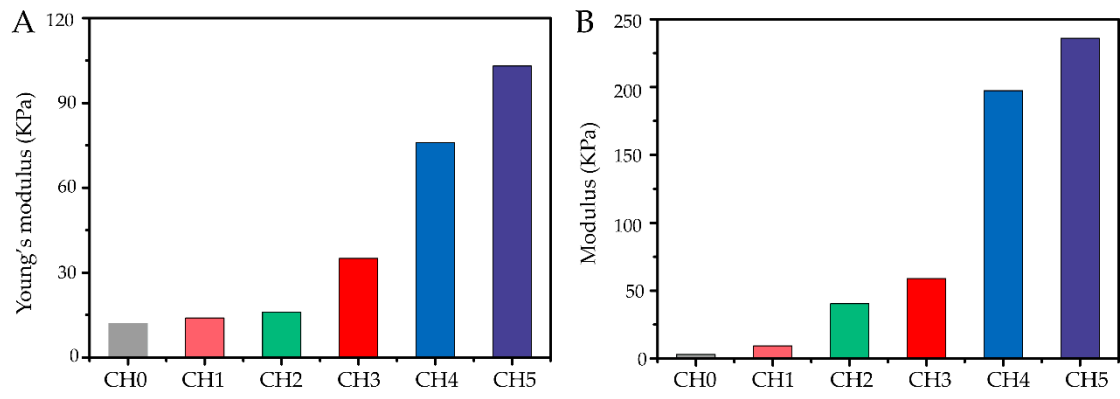 A
Young's modulus (KPa)
120
90
60
30
0
CH0 CH1 CH2 CH3 CH4 CH5
B
Modulus (KPa)
250
200
150
100
50
0
CH0 CH1 CH2 CH3 CH4 CH5